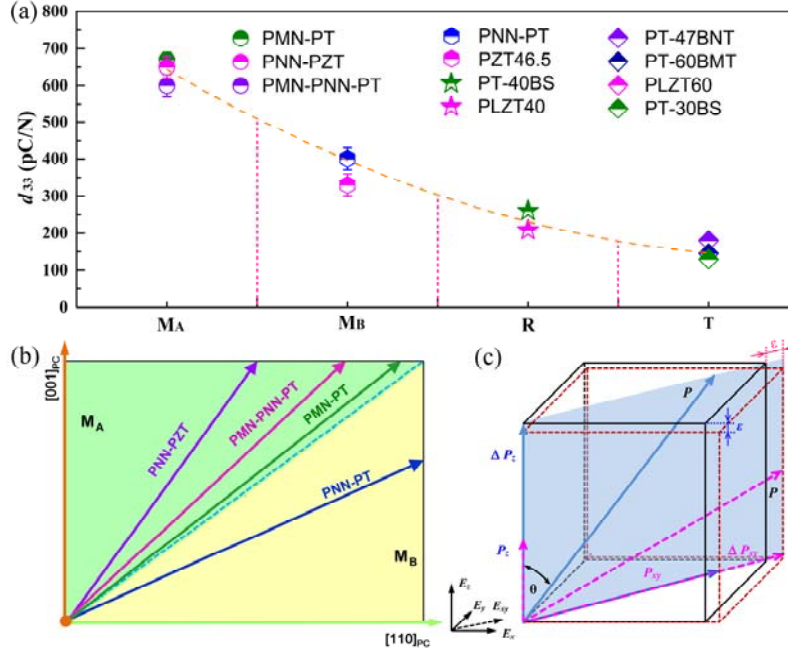 (a)
800
700
600
500
400
300
200
100
0
d33 (pC/N)
PMN-PT
PNN-PZT
PMN-PNN-PT
PNN-PT
PZT46.5
PT-40BS
PLZT40
PT-47BNT
PT-60BMT
PLZT60
PT-30BS
MA
MB
R
T
(b)
[001]PC
MA
PNN-PZT
PMN-PNN-PT
PMN-PT
PNN-PT
MB
[110]PC
(c)
ε
P
ε
Δ Pz
P
Pz
θ
Pxy
Δ Pxy
Ez
Ey
Exy
Ex